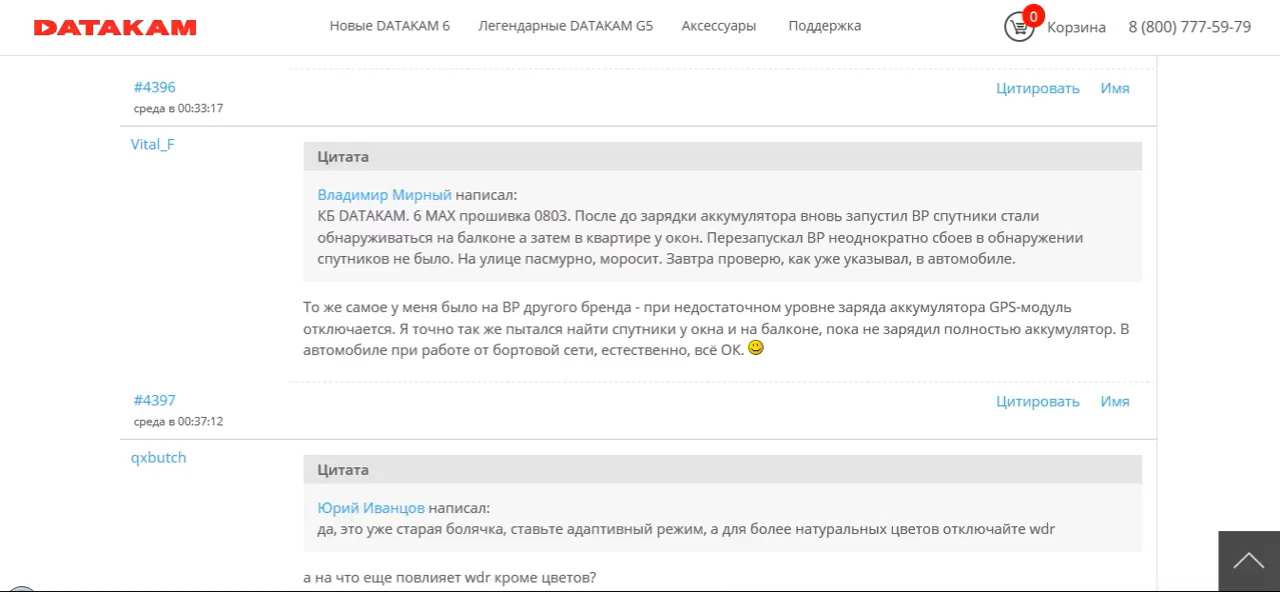 DATAKAM
Новые DATAKAM 6 Легендарные DATAKAM G5 Аксессуары Поддержка 0 Корзина 8 (800) 777-59-79
#4396 Цитировать Имя
среда в 00:33:17
Vital_F
Цитата
Владимир Мирный написал:
КБ DATAKAM. 6 MAX прошивка 0803. После до зарядки аккумулятора вновь запустил ВР спутники стали
обнаруживаться на балконе а затем в квартире у окон. Перезапускал ВР неоднократно сбоев в обнаружении
спутников не было. На улице пасмурно, моросит. Завтра проверю, как уже указывал, в автомобиле.
То же самое у меня было на ВР другого бренда - при недостаточном уровне заряда аккумулятора GPS-модуль
отключается. Я точно так же пытался найти спутники у окна и на балконе, пока не зарядил полностью аккумулятор. В
автомобиле при работе от бортовой сети, естественно, всё ОК.
#4397 Цитировать Имя
среда в 00:37:12
qxbutch
Цитата
Юрий Иванцов написал:
да, это уже старая болячка, ставьте адаптивный режим, а для более натуральных цветов отключайте wdr
а на что еще повлияет wdr кроме цветов?